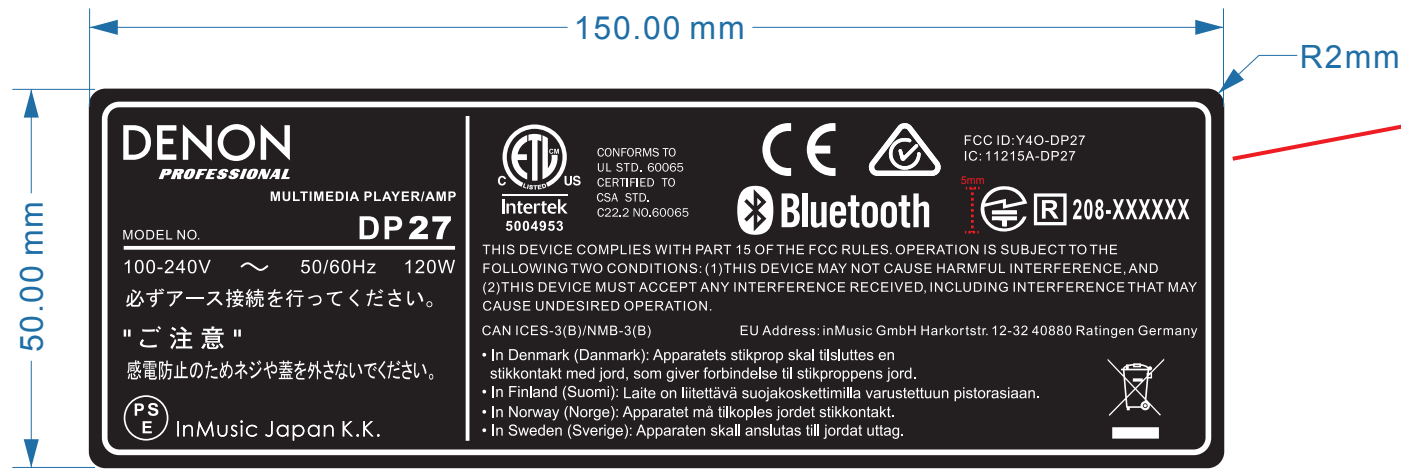 150.00 mm
R2mm
50.00 mm
DENON
PROFESSIONAL
MULTIMEDIA PLAYER/AMP
MODEL NO. DP27
100-240V ～ 50/60Hz 120W
必ずアース接続を行ってください。
"ご注意"
感電防止のためネジや蓋を外さないでください。
PS
E
InMusic Japan K.K.
ETL
CM
LISTED
C US
Intertek
5004953
CONFORMS TO
UL STD. 60065
CERTIFIED TO
CSA STD.
C22.2 NO.60065
CE
FCC ID:Y4O-DP27
IC: 11215A-DP27
Bluetooth
5mm
R 208-XXXXXX
THIS DEVICE COMPLIES WITH PART 15 OF THE FCC RULES. OPERATION IS SUBJECT TO THE
FOLLOWING TWO CONDITIONS: (1)THIS DEVICE MAY NOT CAUSE HARMFUL INTERFERENCE, AND
(2)THIS DEVICE MUST ACCEPT ANY INTERFERENCE RECEIVED, INCLUDING INTERFERENCE THAT MAY
CAUSE UNDESIRED OPERATION.
CAN ICES-3(B)/NMB-3(B) EU Address: inMusic GmbH Harkortstr. 12-32 40880 Ratingen Germany
• In Denmark (Danmark): Apparatets stikprop skal tilsluttes en
stikkontakt med jord, som giver forbindelse til stikproppens jord.
• In Finland (Suomi): Laite on liitettävä suojakoskettimilla varustettuun pistorasiaan.
• In Norway (Norge): Apparatet må tilkoples jordet stikkontakt.
• In Sweden (Sverige): Apparaten skall anslutas till jordat uttag.